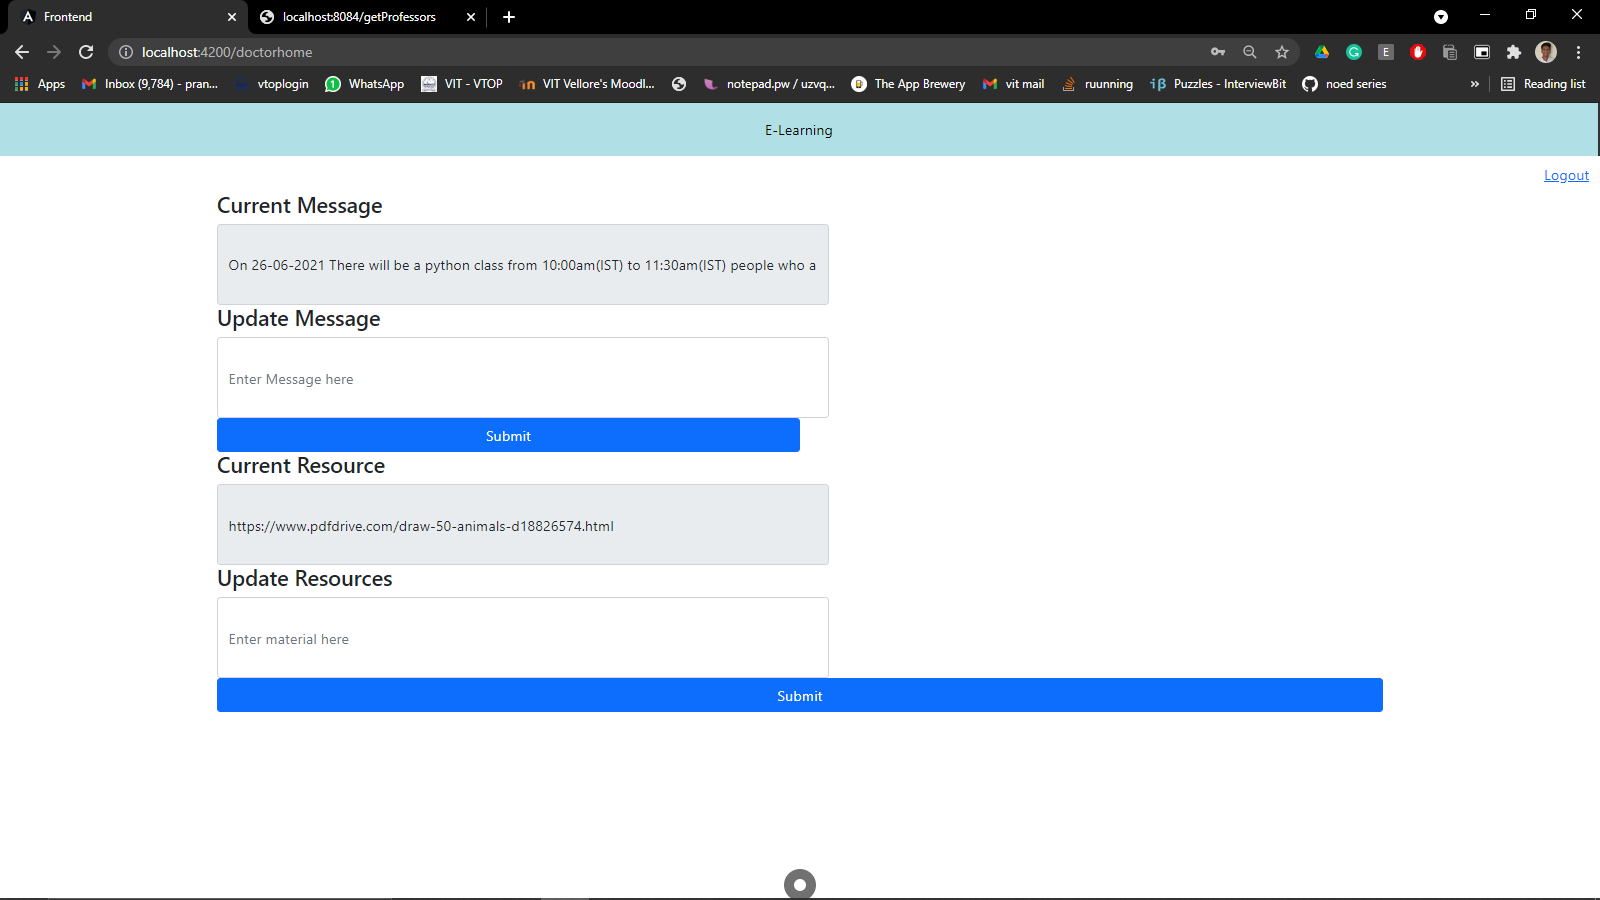 Frontend
localhost:8084/getProfessors
localhost:4200/doctorhome
Apps
Inbox (9,784) - pran...
vtoplogin
WhatsApp
VIT - VTOP
VIT Vellore's Moodl...
notepad.pw / uzvq...
The App Brewery
vit mail
ruunning
Puzzles - InterviewBit
noed series
»
Reading list
E-Learning
Logout
Current Message
On 26-06-2021 There will be a python class from 10:00am(IST) to 11:30am(IST) people who a
Update Message
Enter Message here
Submit
Current Resource
https://www.pdfdrive.com/draw-50-animals-d18826574.html
Update Resources
Enter material here
Submit